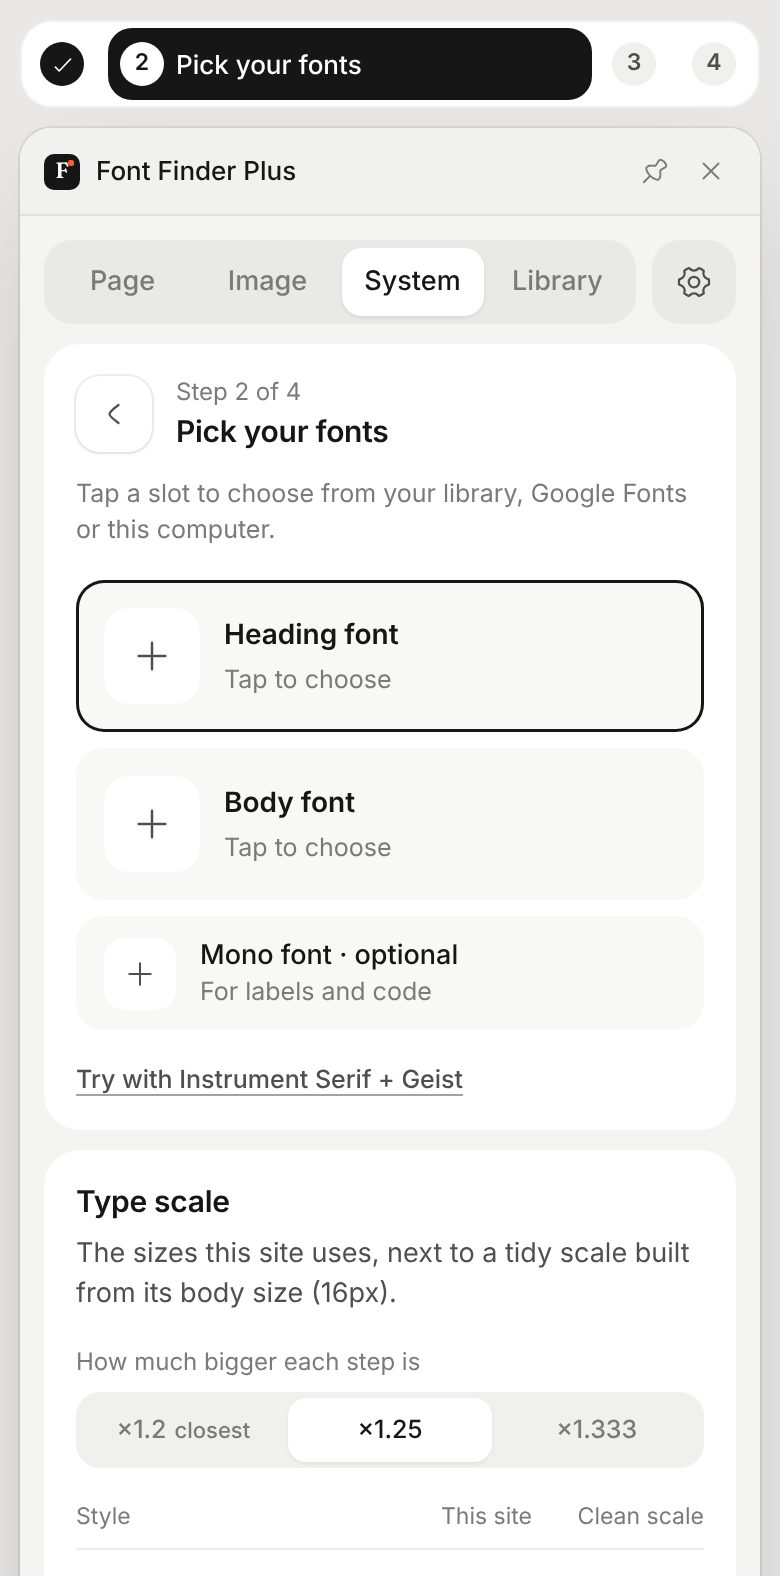 2 Pick your fonts 3 4
F Font Finder Plus
Page Image System Library
Step 2 of 4
Pick your fonts
Tap a slot to choose from your library, Google Fonts
or this computer.
Heading font
Tap to choose
Body font
Tap to choose
Mono font · optional
For labels and code
Try with Instrument Serif + Geist
Type scale
The sizes this site uses, next to a tidy scale built
from its body size (16px).
How much bigger each step is
×1.2 closest ×1.25 ×1.333
Style This site Clean scale